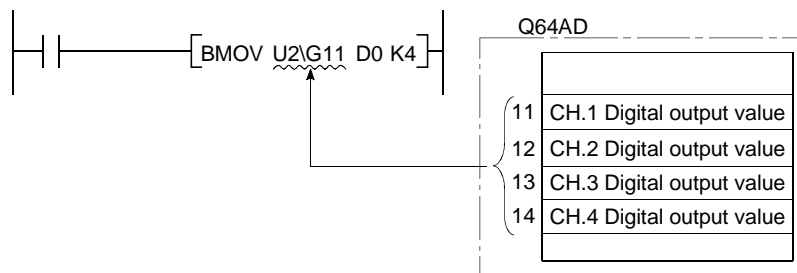 Q64AD
BMOV U2\G11 D0 K4
11 CH.1 Digital output value
12 CH.2 Digital output value
13 CH.3 Digital output value
14 CH.4 Digital output value